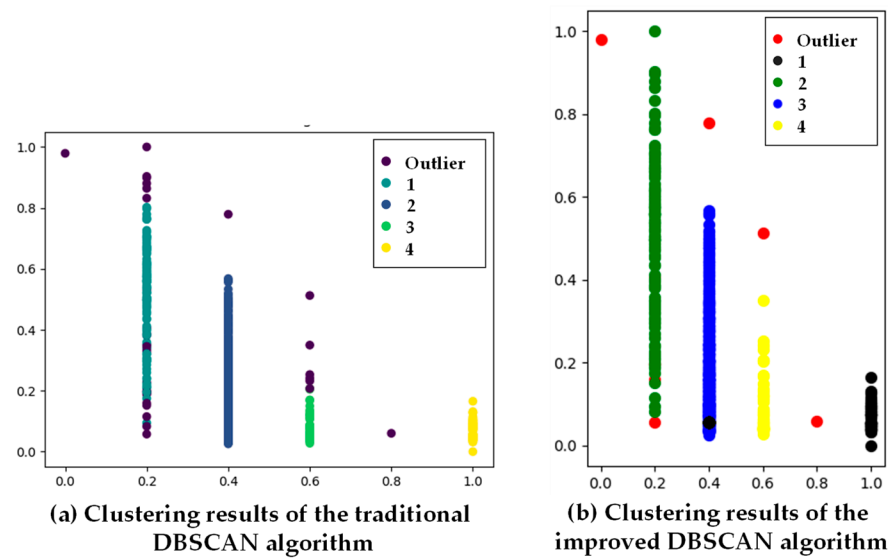 1.0
0.8
0.6
0.4
0.2
0.0
0.0 0.2 0.4 0.6 0.8 1.0
Outlier
1
2
3
4
(a) Clustering results of the traditional
DBSCAN algorithm
1.0
0.8
0.6
0.4
0.2
0.0
0.0 0.2 0.4 0.6 0.8 1.0
Outlier
1
2
3
4
(b) Clustering results of the
improved DBSCAN algorithm